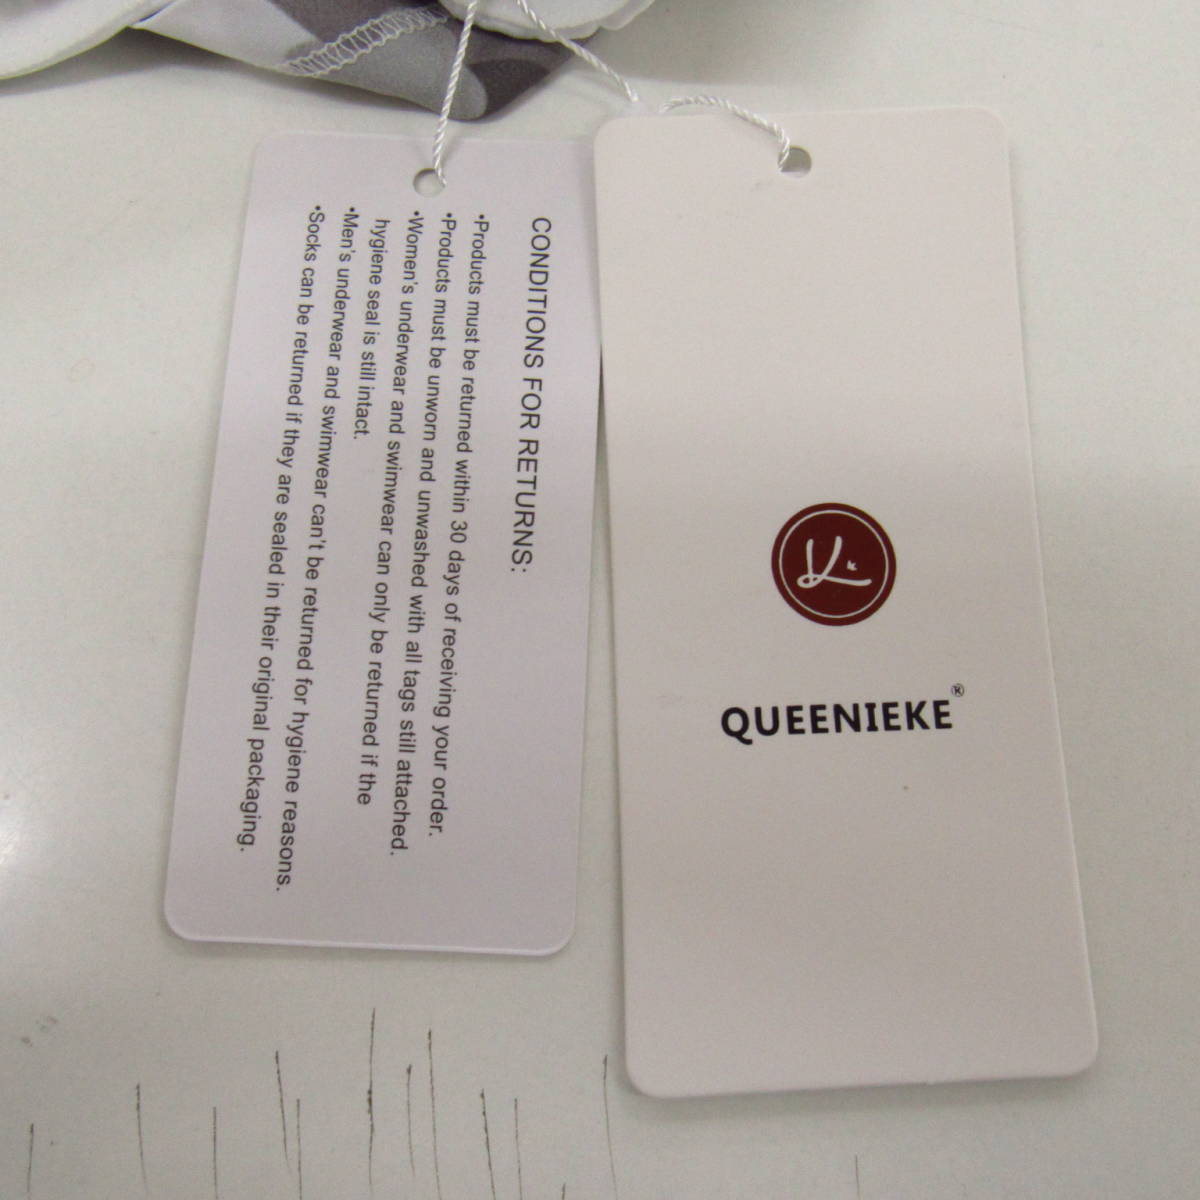 CONDITIONS FOR RETURNS:
•Products must be returned within 30 days of receiving your order.
•Products must be unworn and unwashed with all tags still attached.
•Women's underwear and swimwear can only be returned if the
hygiene seal is still intact.
•Men's underwear and swimwear can't be returned for hygiene reasons.
•Socks can be returned if they are sealed in their original packaging.
K
QUEENIEKE®